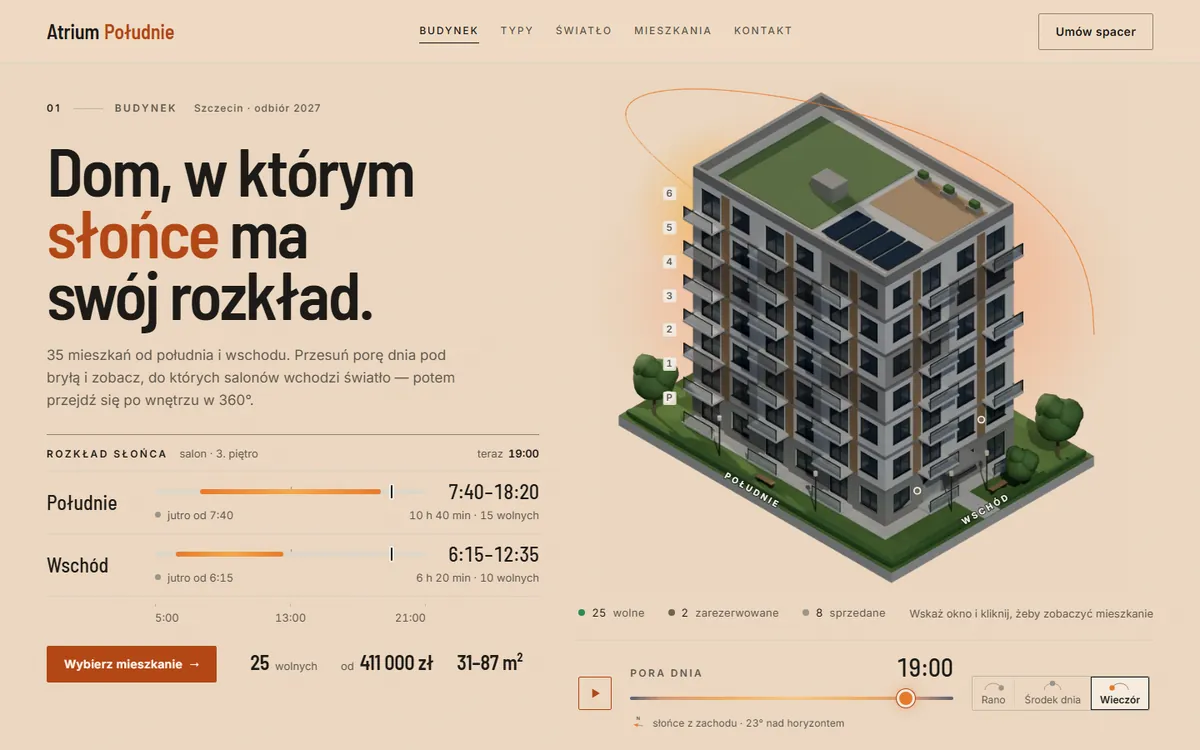 Atrium Południe
BUDYNEK TYPY ŚWIATŁO MIESZKANIA KONTAKT
Umów spacer
01 BUDYNEK Szczecin · odbiór 2027
Dom, w którym
słońce ma
swój rozkład.
35 mieszkań od południa i wschodu. Przesuń porę dnia pod
bryłą i zobacz, do których salonów wchodzi światło — potem
przejdź się po wnętrzu w 360°.
ROZKŁAD SŁOŃCA salon · 3. piętro teraz 19:00
Południe 7:40–18:20
jutro od 7:40 10 h 40 min · 15 wolnych
Wschód 6:15–12:35
jutro od 6:15 6 h 20 min · 10 wolnych
5:00 13:00 21:00
Wybierz mieszkanie → 25 wolnych od 411 000 zł 31–87 m²
6
5
4
3
2
1
P
POŁUDNIE
WSCHÓD
25 wolne 2 zarezerwowane 8 sprzedane Wskaż okno i kliknij, żeby zobaczyć mieszkanie
PORA DNIA 19:00
Rano Środek dnia Wieczór
N słońce z zachodu · 23° nad horyzontem